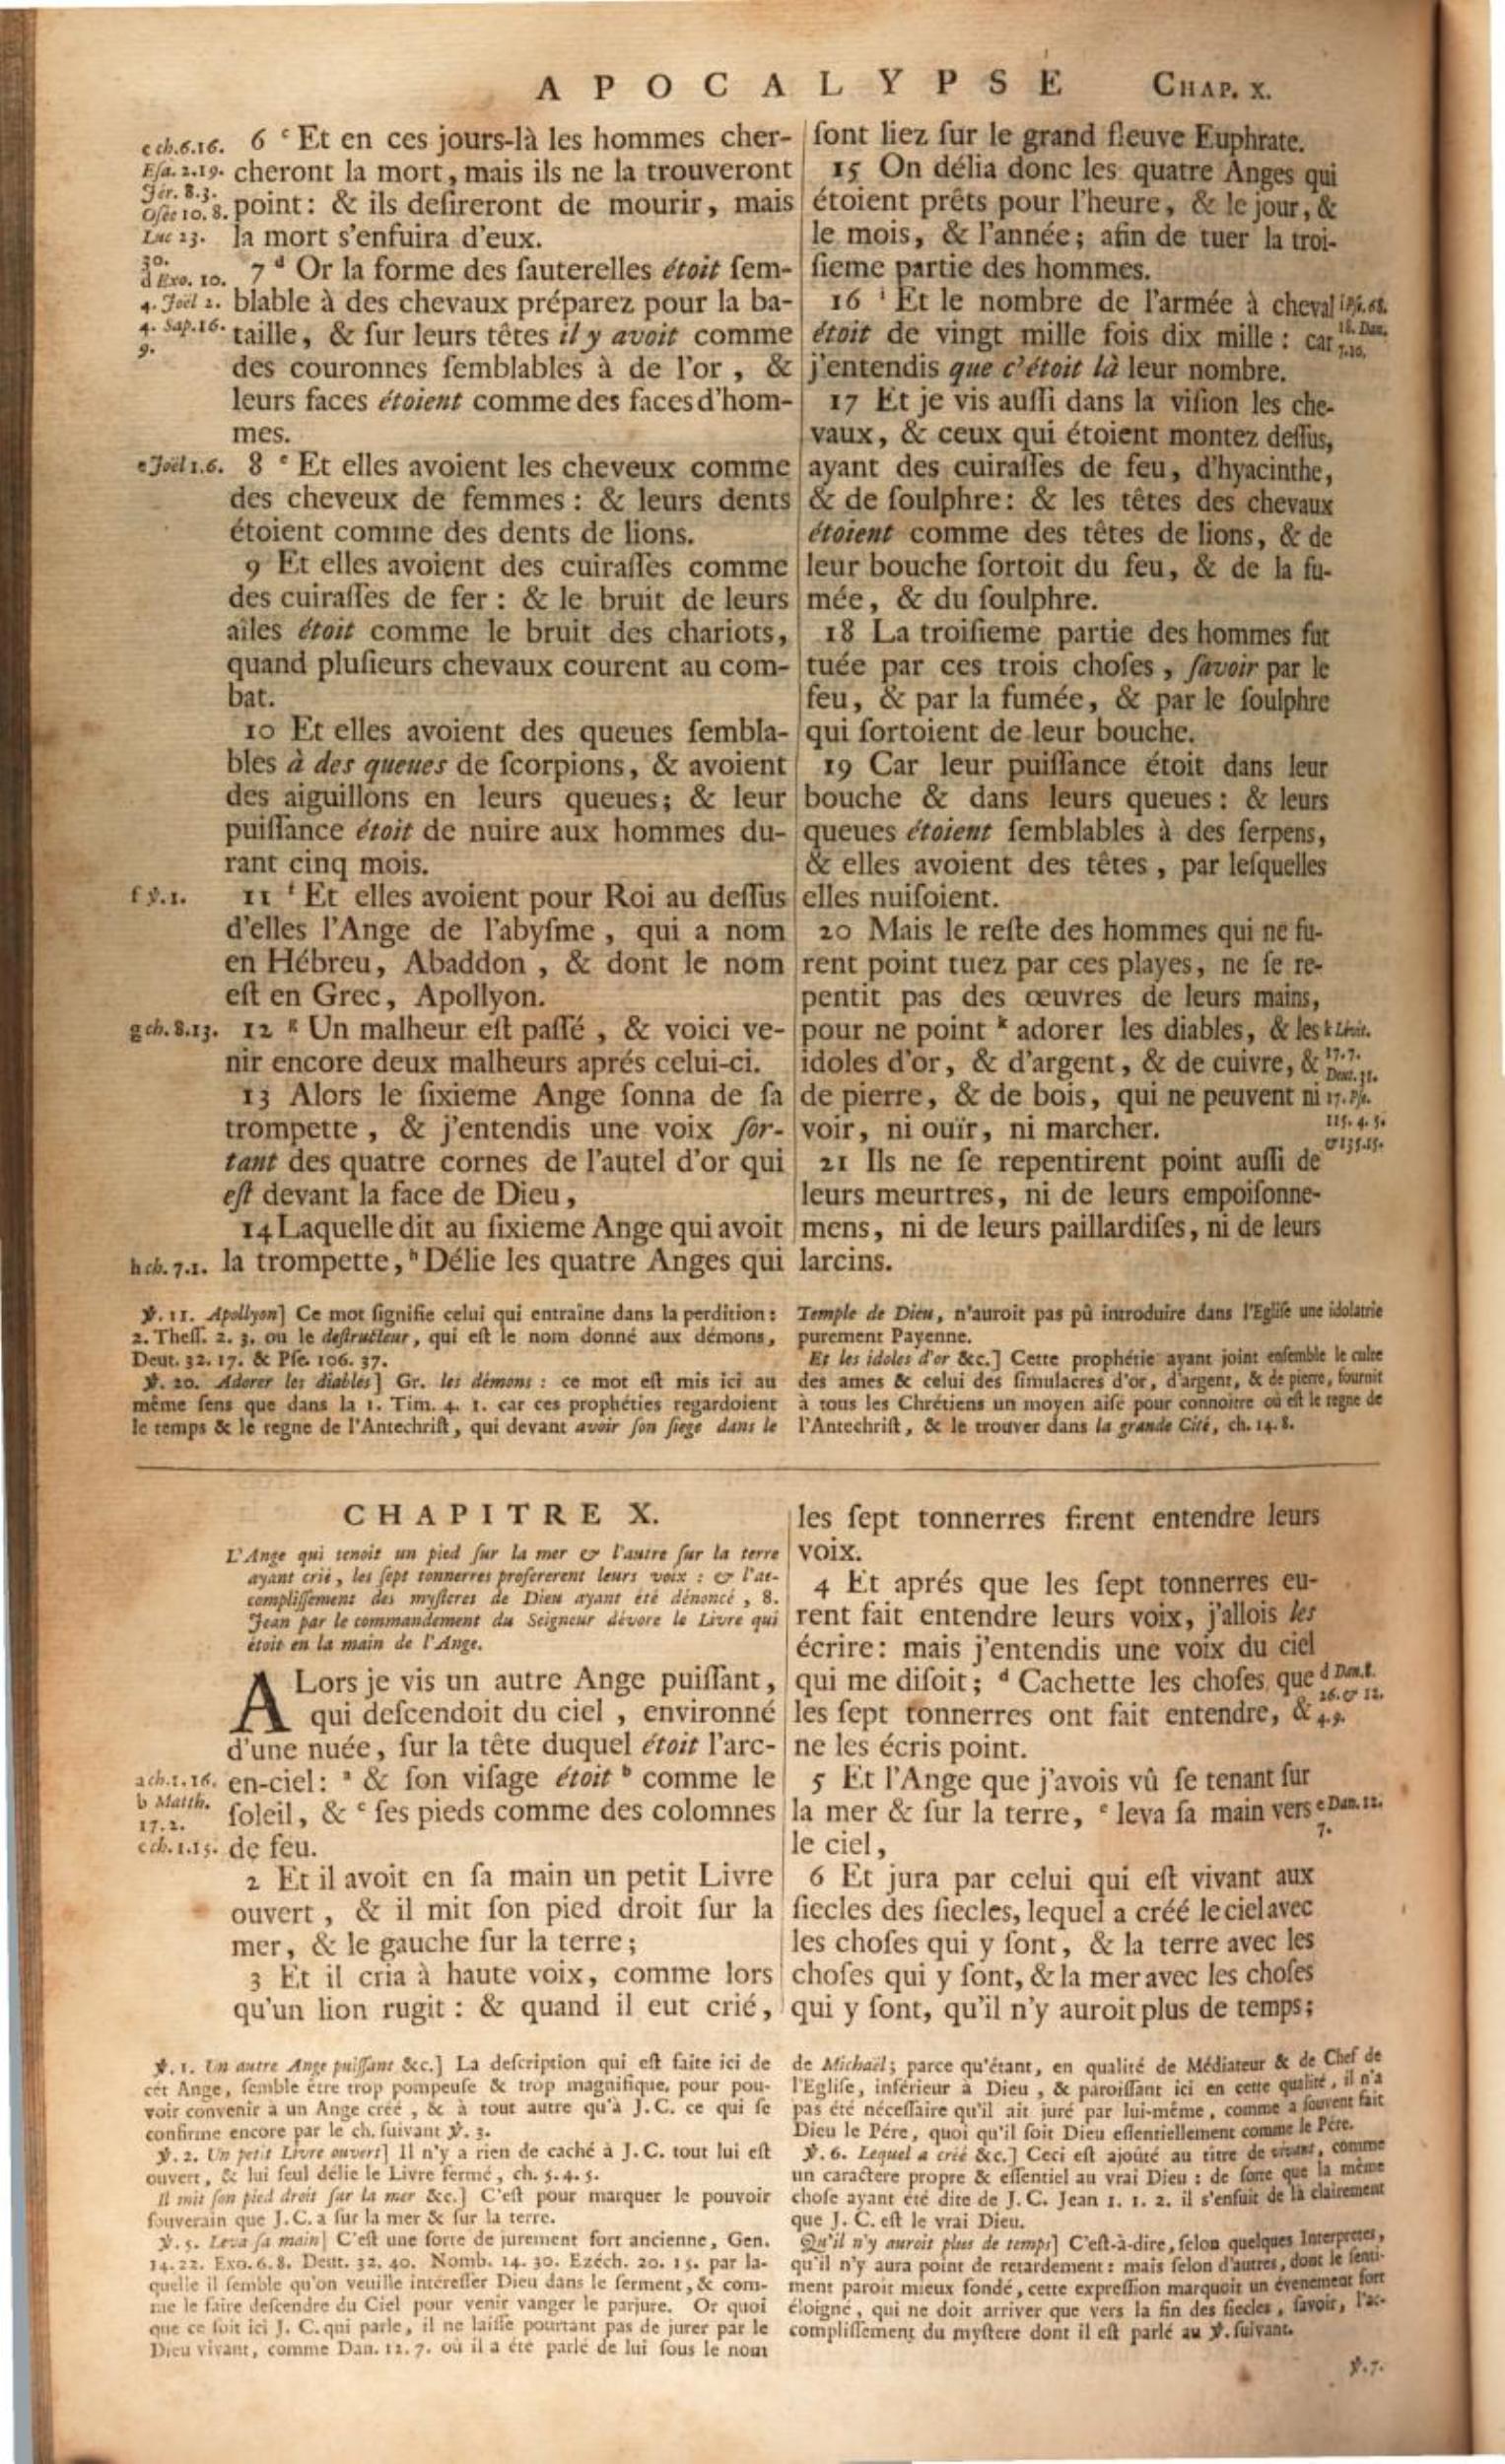 APOCALYPSE CHAP. X.
c ch.6.16.
Esa. 2.19.
Jér. 8.3.
Osée 10. 8.
Luc 23.
30.
d Exo. 10.
4. Joël 2.
4. Sap.16.
9.
e Joël 1.6.
f ℣.1.
g ch. 8.13.
h ch. 7.1.
6 ᶜ Et en ces jours-là les hommes cher-
cheront la mort, mais ils ne la trouveront
point: & ils deſireront de mourir, mais
la mort s'enfuira d'eux.
7 ᵈ Or la forme des ſauterelles étoit ſem-
blable à des chevaux préparez pour la ba-
taille, & ſur leurs têtes il y avoit comme
des couronnes ſemblables à de l'or, &
leurs faces étoient comme des faces d'hom-
mes.
8 ᵉ Et elles avoient les cheveux comme
des cheveux de femmes: & leurs dents
étoient comme des dents de lions.
9 Et elles avoient des cuiraſſes comme
des cuiraſſes de fer: & le bruit de leurs
aîles étoit comme le bruit des chariots,
quand pluſieurs chevaux courent au com-
bat.
10 Et elles avoient des queues ſembla-
bles à des queues de ſcorpions, & avoient
des aiguillons en leurs queues; & leur
puiſſance étoit de nuire aux hommes du-
rant cinq mois.
11 ᶠ Et elles avoient pour Roi au deſſus
d'elles l'Ange de l'abyſme, qui a nom
en Hébreu, Abaddon, & dont le nom
eſt en Grec, Apollyon.
12 ᵍ Un malheur eſt paſſé, & voici ve-
nir encore deux malheurs aprés celui-ci.
13 Alors le ſixieme Ange ſonna de ſa
trompette, & j'entendis une voix ſor-
tant des quatre cornes de l'autel d'or qui
eſt devant la face de Dieu,
14 Laquelle dit au ſixieme Ange qui avoit
la trompette, ʰ Délie les quatre Anges qui
ſont liez ſur le grand fleuve Euphrate.
15 On délia donc les quatre Anges qui
étoient prêts pour l'heure, & le jour, &
le mois, & l'année; afin de tuer la troi-
ſieme partie des hommes.
16 ⁱ Et le nombre de l'armée à cheval
étoit de vingt mille fois dix mille: car
j'entendis que c'étoit là leur nombre.
17 Et je vis auſſi dans la viſion les che-
vaux, & ceux qui étoient montez deſſus,
ayant des cuiraſſes de feu, d'hyacinthe,
& de ſoulphre: & les têtes des chevaux
étoient comme des têtes de lions, & de
leur bouche ſortoit du feu, & de la fu-
mée, & du ſoulphre.
18 La troiſieme partie des hommes fut
tuée par ces trois choſes, ſavoir par le
feu, & par la fumée, & par le ſoulphre
qui ſortoient de leur bouche.
19 Car leur puiſſance étoit dans leur
bouche & dans leurs queues: & leurs
queues étoient ſemblables à des ſerpens,
& elles avoient des têtes, par leſquelles
elles nuiſoient.
20 Mais le reſte des hommes qui ne fu-
rent point tuez par ces playes, ne ſe re-
pentit pas des œuvres de leurs mains,
pour ne point ᵏ adorer les diables, & les
idoles d'or, & d'argent, & de cuivre, &
de pierre, & de bois, qui ne peuvent ni
voir, ni ouïr, ni marcher.
21 Ils ne ſe repentirent point auſſi de
leurs meurtres, ni de leurs empoiſonne-
mens, ni de leurs paillardiſes, ni de leurs
larcins.
i Pſe. 68.
18. Dan.
7.10.
k Lévit.
17. 7.
Deut. 31.
17. Pſe.
115. 4. 5.
& 135.15.
℣. 11. Apollyon] Ce mot ſignifie celui qui entraîne dans la perdition:
2. Theſſ. 2. 3. ou le deſtructeur, qui eſt le nom donné aux démons,
Deut. 32. 17. & Pſe. 106. 37.
℣. 20. Adorer les diables] Gr. les démons: ce mot eſt mis ici au
même ſens que dans la 1. Tim. 4. 1. car ces prophéties regardoient
le temps & le regne de l'Antechriſt, qui devant avoir ſon ſiege dans le
Temple de Dieu, n'auroit pas pû introduire dans l'Egliſe une idolatrie
purement Payenne.
Et les idoles d'or &c.] Cette prophétie ayant joint enſemble le culte
des ames & celui des ſimulacres d'or, d'argent, & de pierre, fournit
à tous les Chrétiens un moyen aiſé pour connoitre où eſt le regne de
l'Antechriſt, & le trouver dans la grande Cité, ch. 14. 8.
CHAPITRE X.
L'Ange qui tenoit un pied ſur la mer & l'autre ſur la terre
ayant crié, les ſept tonnerres profererent leurs voix: & l'ac-
compliſſement des myſteres de Dieu ayant été dénoncé, 8.
Jean par le commandement du Seigneur dévore le Livre qui
étoit en la main de l'Ange.
ALors je vis un autre Ange puiſſant,
qui deſcendoit du ciel, environné
d'une nuée, ſur la tête duquel étoit l'arc-
en-ciel: ᵃ & ſon viſage étoit ᵇ comme le
ſoleil, & ᶜ ſes pieds comme des colomnes
de feu.
2 Et il avoit en ſa main un petit Livre
ouvert, & il mit ſon pied droit ſur la
mer, & le gauche ſur la terre;
3 Et il cria à haute voix, comme lors
qu'un lion rugit: & quand il eut crié,
a ch.1.16.
b Matth.
17.2.
c ch.1.15.
les ſept tonnerres firent entendre leurs
voix.
4 Et aprés que les ſept tonnerres eu-
rent fait entendre leurs voix, j'allois les
écrire: mais j'entendis une voix du ciel
qui me diſoit; ᵈ Cachette les choſes que
les ſept tonnerres ont fait entendre, &
ne les écris point.
5 Et l'Ange que j'avois vû ſe tenant ſur
la mer & ſur la terre, ᵉ leva ſa main vers
le ciel,
6 Et jura par celui qui eſt vivant aux
ſiecles des ſiecles, lequel a créé le ciel avec
les choſes qui y ſont, & la terre avec les
choſes qui y ſont, & la mer avec les choſes
qui y ſont, qu'il n'y auroit plus de temps;
d Dan.8.
26. & 12.
4.9.
e Dan. 12.
7.
℣. 1. Un autre Ange puiſſant &c.] La deſcription qui eſt faite ici de
cét Ange, ſemble être trop pompeuſe & trop magnifique, pour pou-
voir convenir à un Ange créé, & à tout autre qu'à J. C. ce qui ſe
confirme encore par le ch. ſuivant ℣. 3.
℣. 2. Un petit Livre ouvert] Il n'y a rien de caché à J. C. tout lui eſt
ouvert, & lui ſeul délie le Livre fermé, ch. 5. 4. 5.
Il mit ſon pied droit ſur la mer &c.] C'eſt pour marquer le pouvoir
ſouverain que J. C. a ſur la mer & ſur la terre.
℣. 5. Leva ſa main] C'eſt une ſorte de jurement fort ancienne, Gen.
14. 22. Exo. 6. 8. Deut. 32. 40. Nomb. 14. 30. Ezéch. 20. 15. par la-
quelle il ſemble qu'on veuille intéreſſer Dieu dans le ſerment, & com-
me le faire deſcendre du Ciel pour venir vanger le parjure. Or quoi
que ce ſoit ici J. C. qui parle, il ne laiſſe pourtant pas de jurer par le
Dieu vivant, comme Dan. 12. 7. où il a été parlé de lui ſous le nom
de Michaël; parce qu'étant, en qualité de Médiateur & de Chef de
l'Egliſe, inférieur à Dieu, & paroiſſant ici en cette qualité, il n'a
pas été néceſſaire qu'il ait juré par lui-même, comme a ſouvent fait
Dieu le Pére, quoi qu'il ſoit Dieu eſſentiellement comme le Pére.
℣. 6. Lequel a créé &c.] Ceci eſt ajoûté au titre de vivant, comme
un caractere propre & eſſentiel au vrai Dieu: de ſorte que la même
choſe ayant été dite de J. C. Jean 1. 1. 2. il s'enſuit de là clairement
que J. C. eſt le vrai Dieu.
Qu'il n'y auroit plus de temps] C'eſt-à-dire, ſelon quelques Interpretes,
qu'il n'y aura point de retardement: mais ſelon d'autres, dont le ſenti-
ment paroit mieux fondé, cette expreſſion marquoit un évenement fort
éloigné, qui ne doit arriver que vers la fin des ſiecles, ſavoir, l'ac-
compliſſement du myſtere dont il eſt parlé au ℣. ſuivant.
℣. 7.